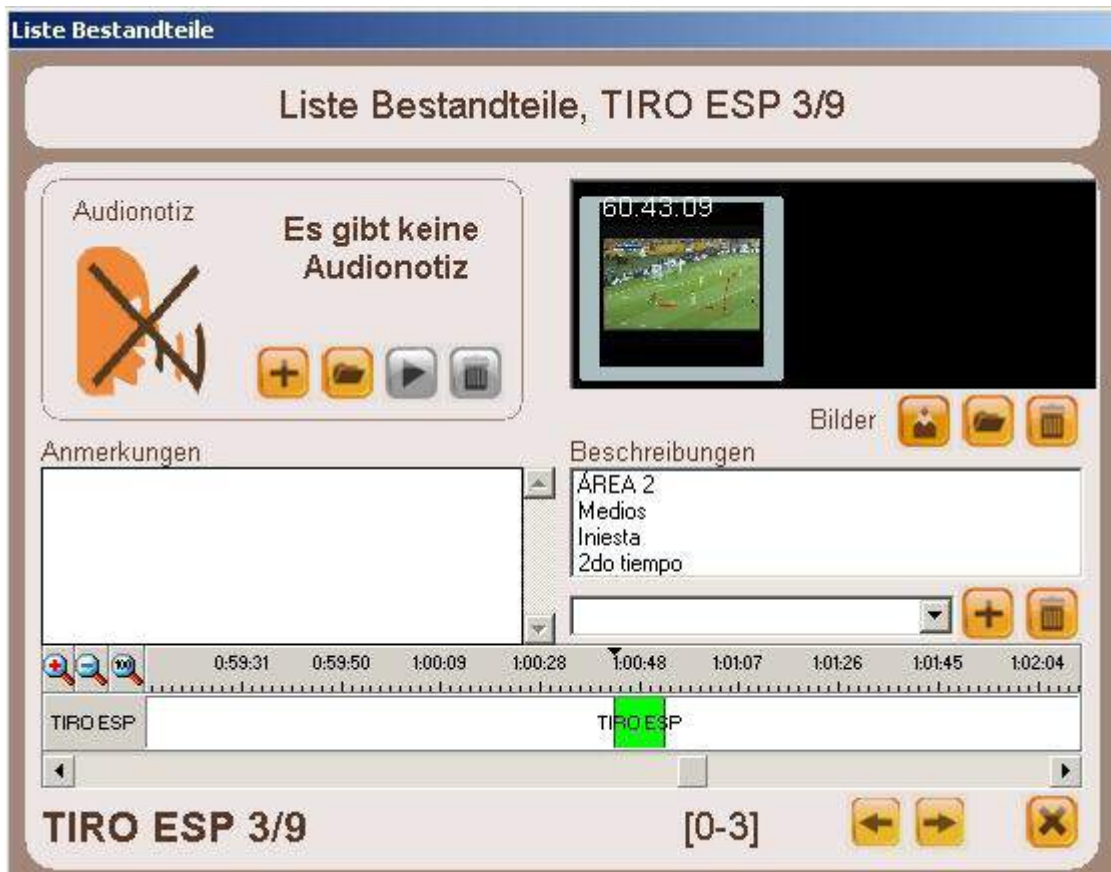 Liste Bestandteile
Liste Bestandteile, TIRO ESP 3/9
Audionotiz
Es gibt keine
Audionotiz
60:43:09
Bilder
Anmerkungen
Beschreibungen
ÁREA 2
Medios
Iniesta
2do tiempo
100
0:59:31 0:59:50 1:00:09 1:00:28 1:00:48 1:01:07 1:01:26 1:01:45 1:02:04
TIRO ESP TIRO ESP
TIRO ESP 3/9 [0-3]